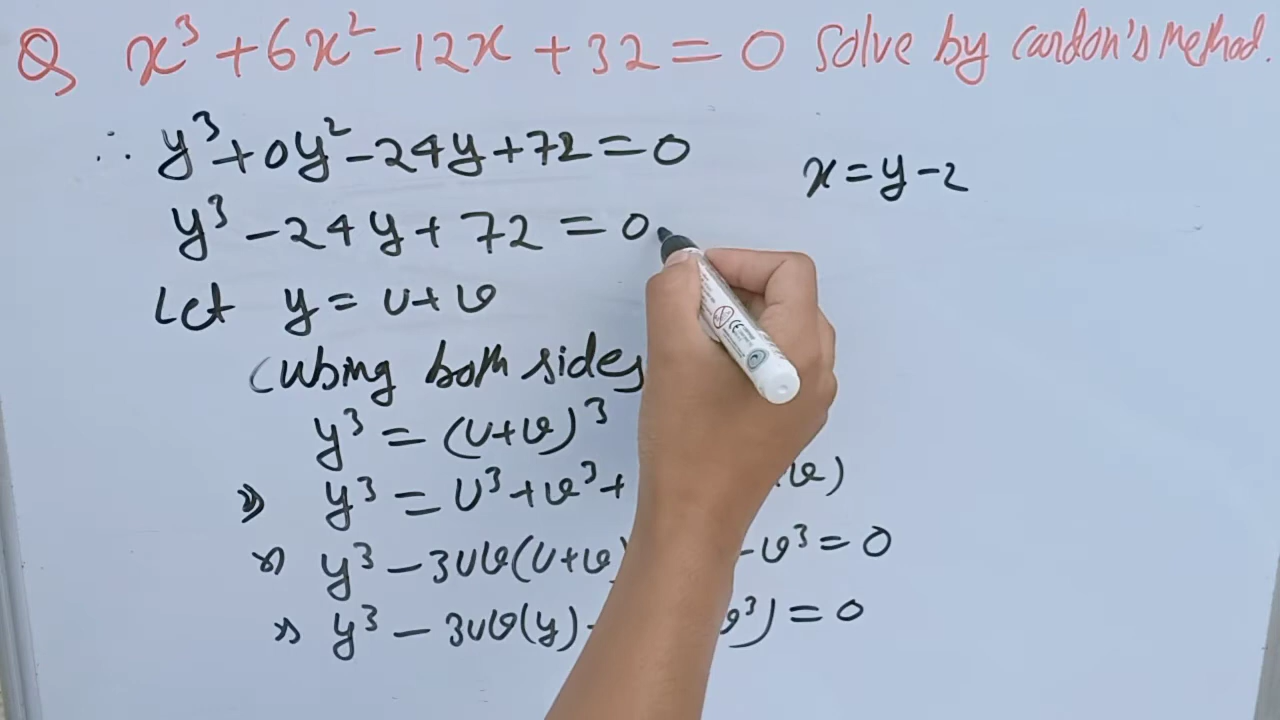 Q x³ + 6x² - 12x + 32 = 0 Solve by Cardon's Method.
∴ y³ + 0y² - 24y + 72 = 0
x = y - 2
y³ - 24y + 72 = 0
Let y = u + v
Cubing both sides
y³ = (u+v)³
⇒ y³ = u³ + v³ + v)
⇒ y³ - 3uv(u+v) - v³ = 0
⇒ y³ - 3uv(y) - v³) = 0